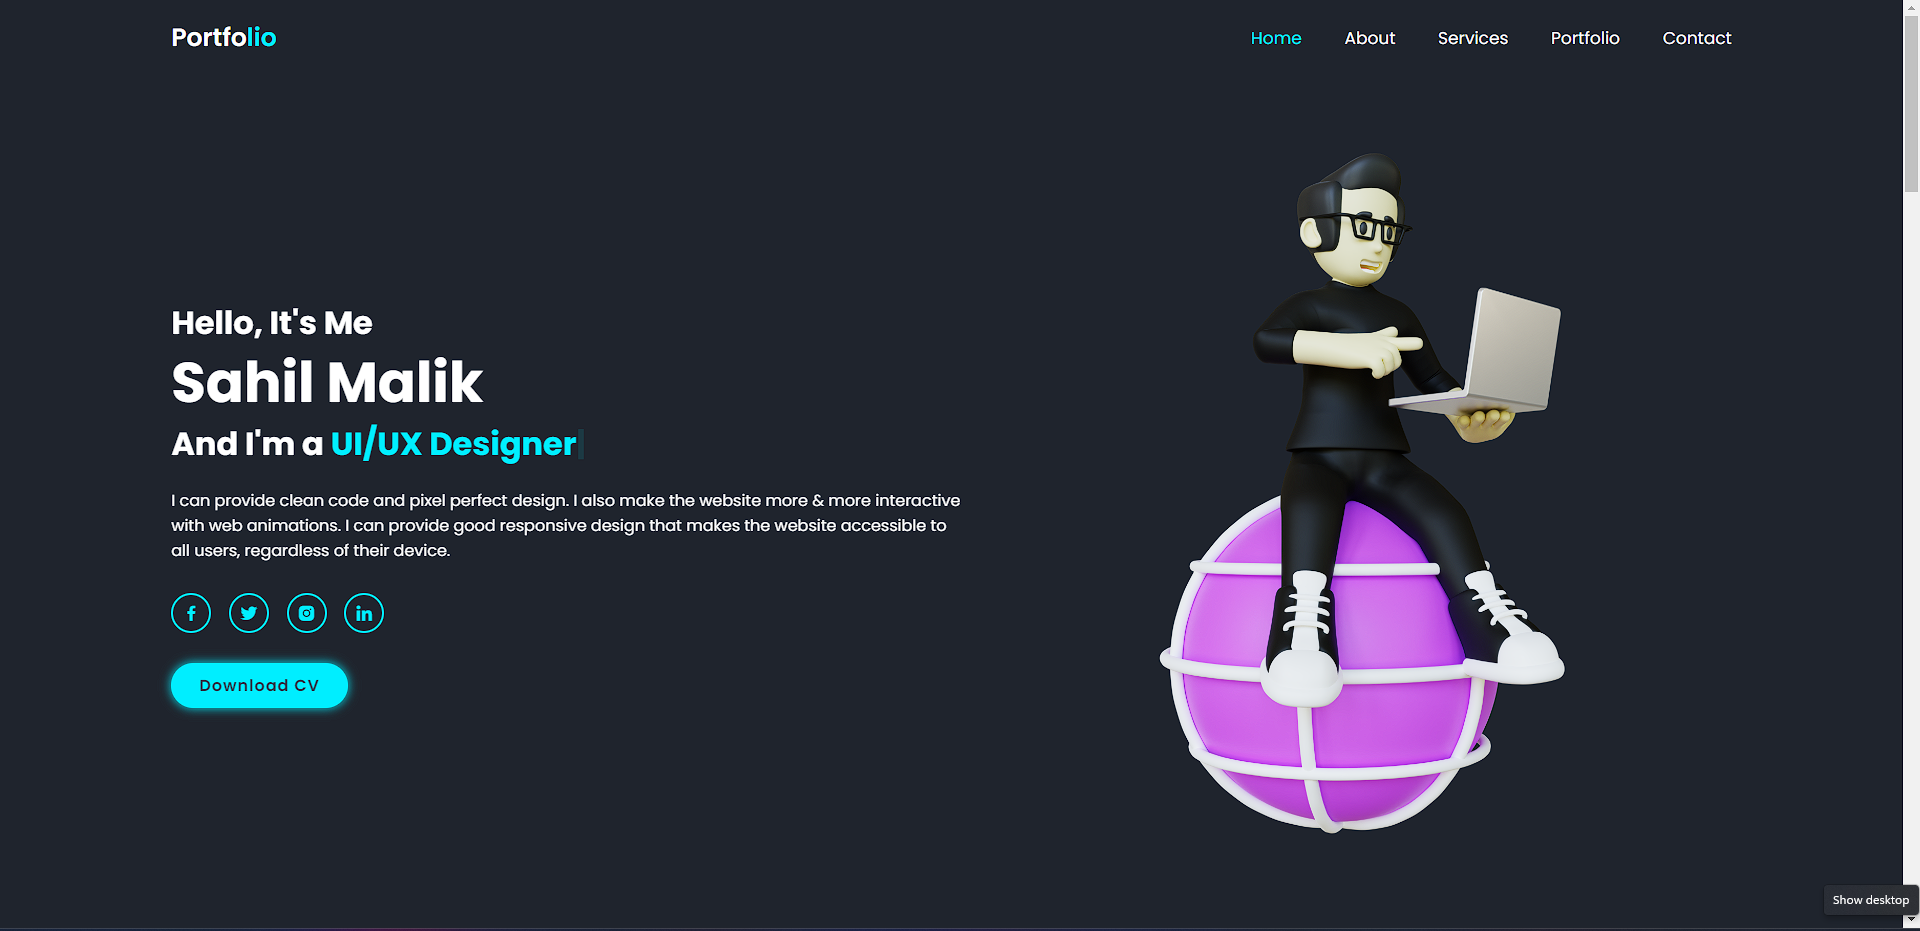 Portfolio
Home About Services Portfolio Contact
Hello, It's Me
Sahil Malik
And I'm a UI/UX Designer
I can provide clean code and pixel perfect design. I also make the website more & more interactive
with web animations. I can provide good responsive design that makes the website accessible to
all users, regardless of their device.
Download CV
Show desktop